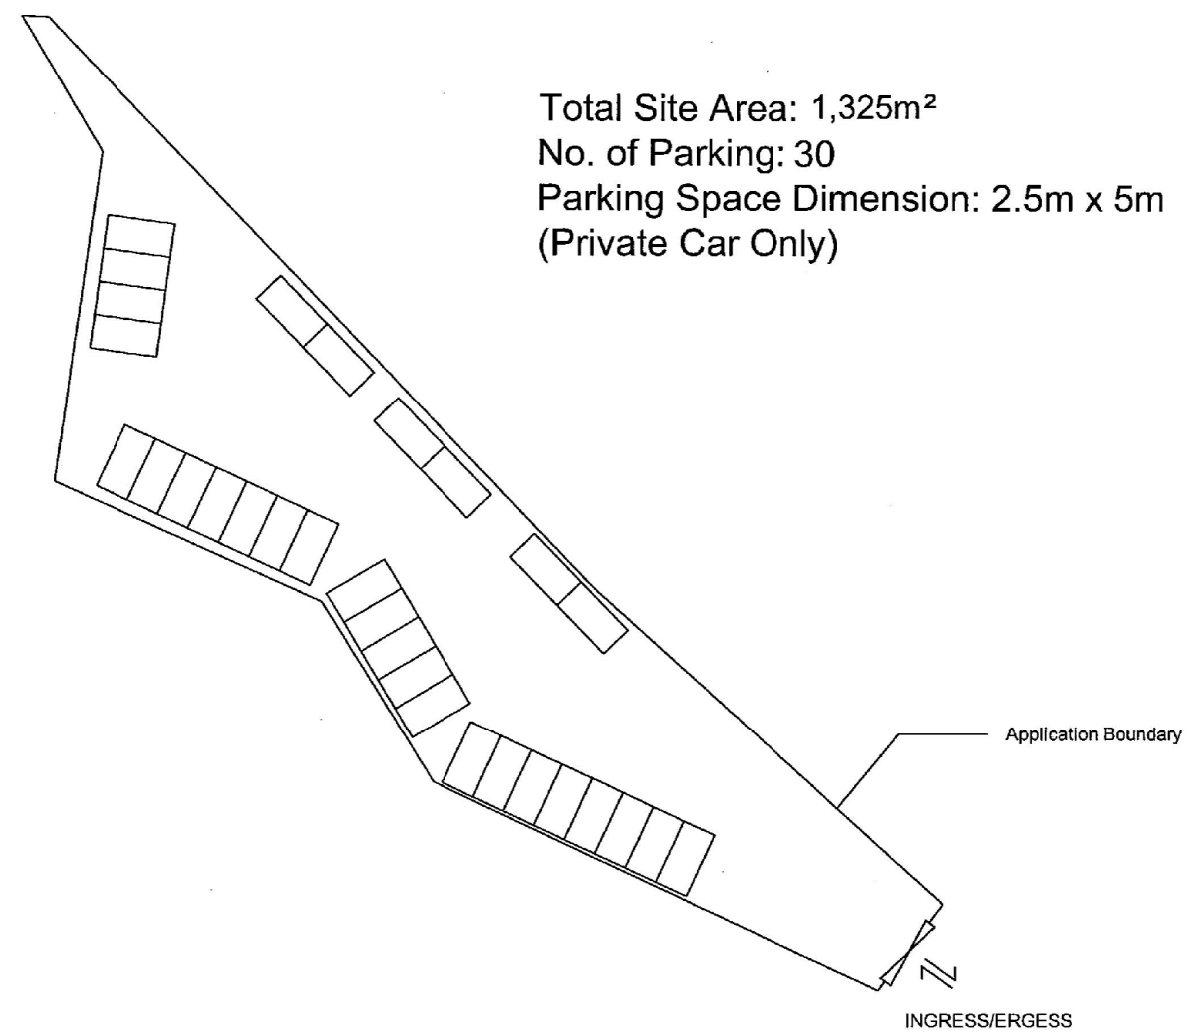 Total Site Area: 1,325m²
No. of Parking: 30
Parking Space Dimension: 2.5m x 5m
(Private Car Only)
Application Boundary
INGRESS/ERGESS